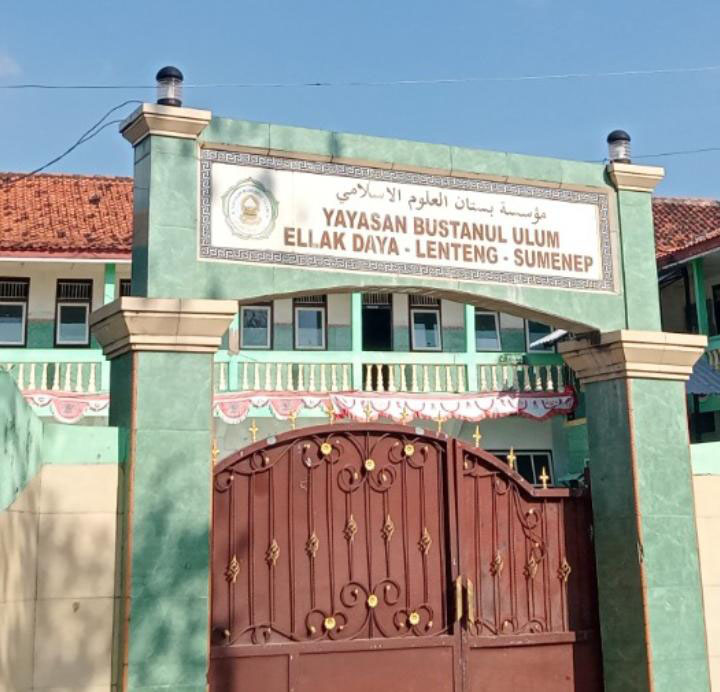 مؤسسة بستان العلوم الاسلامي
YAYASAN BUSTANUL ULUM
ELLAK DAYA - LENTENG - SUMENEP